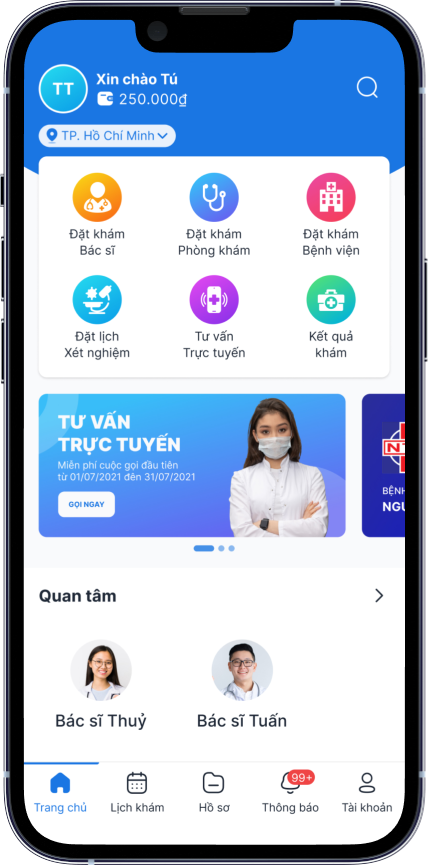 TT
Xin chào Tú
250.000₫
TP. Hồ Chí Minh
Đặt khám
Bác sĩ
Đặt khám
Phòng khám
Đặt khám
Bệnh viện
Đặt lịch
Xét nghiệm
Tư vấn
Trực tuyến
Kết quả
khám
TƯ VẤN
TRỰC TUYẾN
Miễn phí cuộc gọi đầu tiên
từ 01/07/2021 đến 31/07/2021
GỌI NGAY
BỆNH
Quan tâm
Bác sĩ Thuỷ
Bác sĩ Tuấn
99+
Trang chủ
Lịch khám
Hồ sơ
Thông báo
Tài khoản